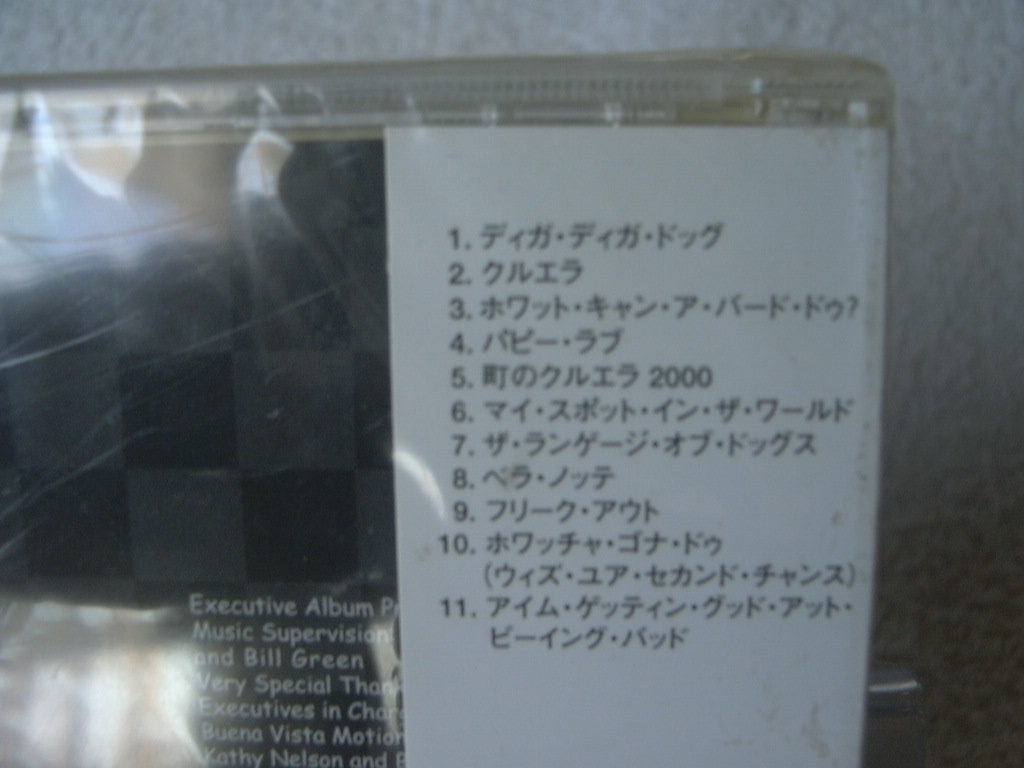 1. ディガ・ディガ・ドッグ
2. クルエラ
3. ホワット・キャン・ア・バード・ドゥ?
4. パピー・ラブ
5. 町のクルエラ 2000
6. マイ・スポット・イン・ザ・ワールド
7. ザ・ランゲージ・オブ・ドッグス
8. ベラ・ノッテ
9. フリーク・アウト
10. ホワッチャ・ゴナ・ドゥ
(ウィズ・ユア・セカンド・チャンス)
11. アイム・ゲッティン・グッド・アット・
ビーイング・バッド
Executive Album
Music Supervision
and Bill Green
Very Special
Executives in
Buena Vista
Kathy Nelson and